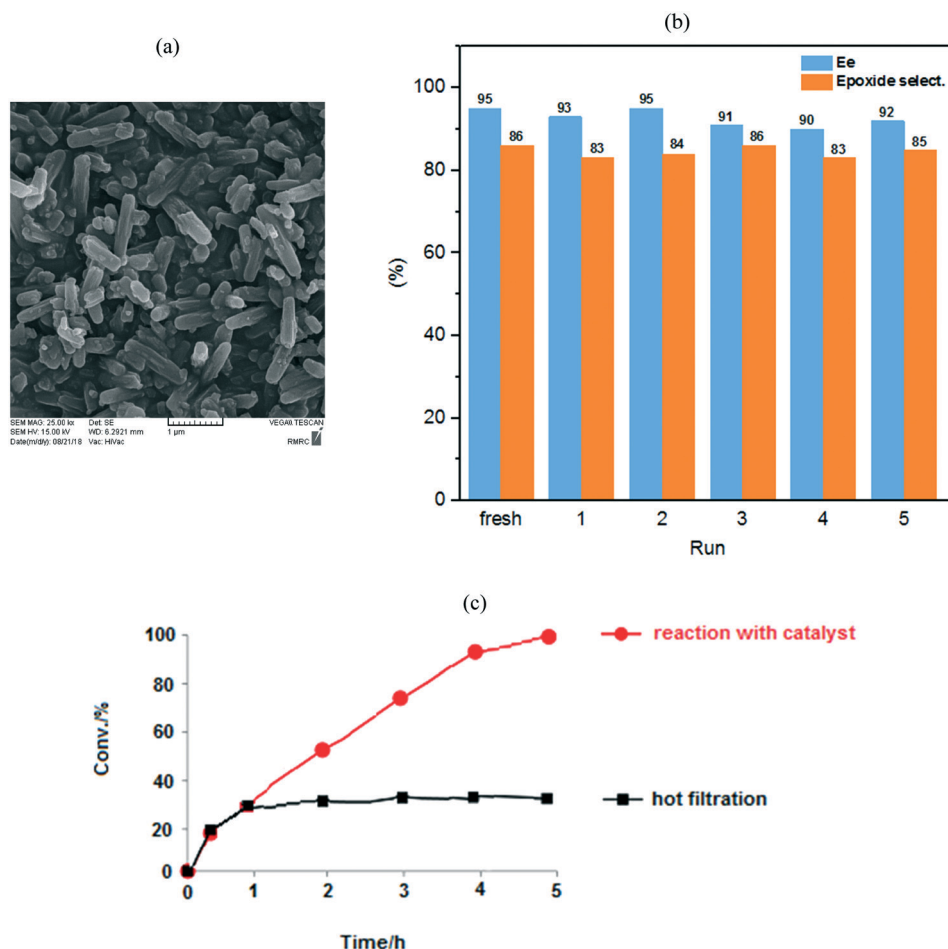 (a)
SEM MAG: 25.00 kx Det: SE VEGA\\ TESCAN
SEM HV: 15.00 kV WD: 6.2921 mm 1 µm
Date(m/d/y): 08/21/18 Vac: HiVac RMRC
(b)
Ee
Epoxide select.
100
80
60
40
20
0
(%)
95 86 93 83 95 84 91 86 90 83 92 85
fresh 1 2 3 4 5
Run
(c)
100
80
60
40
20
0
Conv./%
reaction with catalyst
hot filtration
0 1 2 3 4 5
Time/h